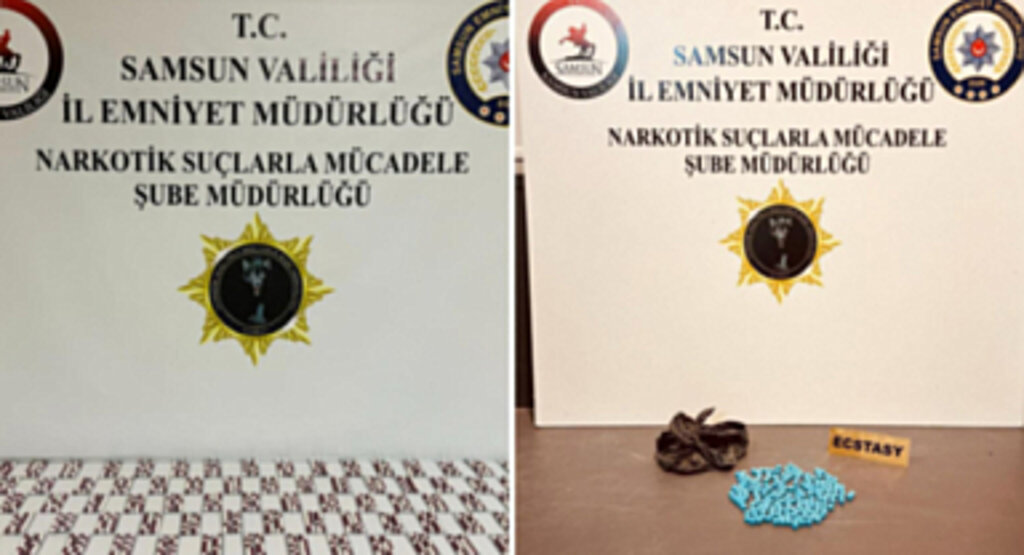 T.C.
SAMSUN VALİLİĞİ
İL EMNİYET MÜDÜRLÜĞÜ
NARKOTİK SUÇLARLA MÜCADELE
ŞUBE MÜDÜRLÜĞÜ
T.C.
SAMSUN VALİLİĞİ
İL EMNİYET MÜDÜRLÜĞÜ
NARKOTİK SUÇLARLA MÜCADELE
ŞUBE MÜDÜRLÜĞÜ
SAMSUN
ECSTASY